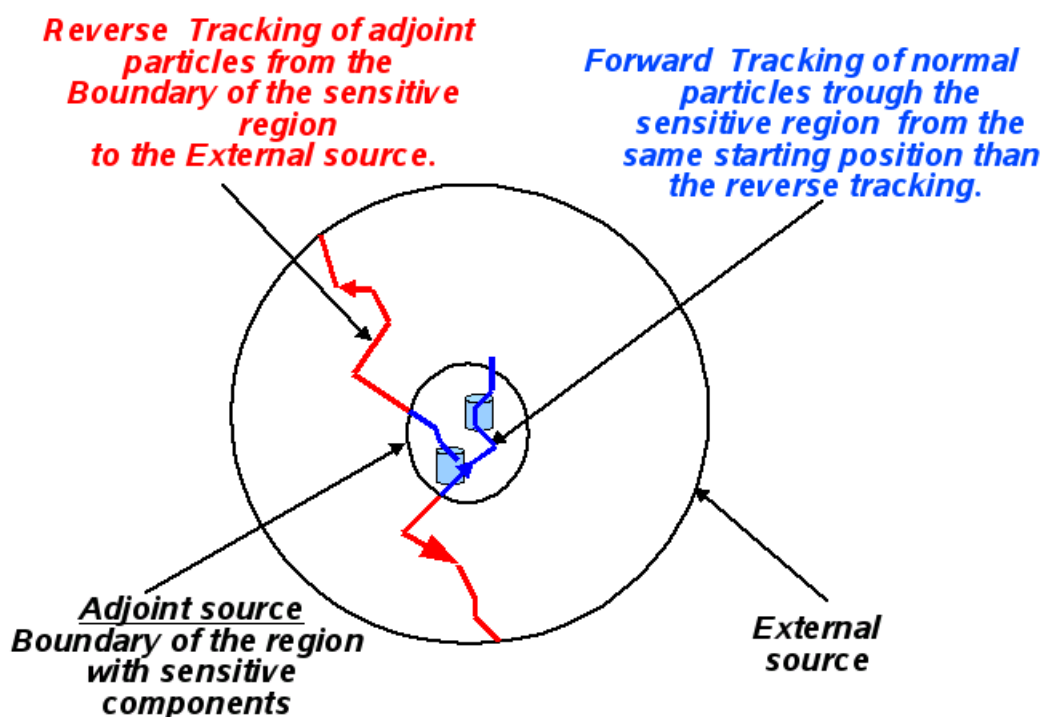 Reverse Tracking of adjoint
particles from the
Boundary of the sensitive
region
to the External source.
Forward Tracking of normal
particles trough the
sensitive region from the
same starting position than
the reverse tracking.
Adjoint source
Boundary of the region
with sensitive
components
External
source